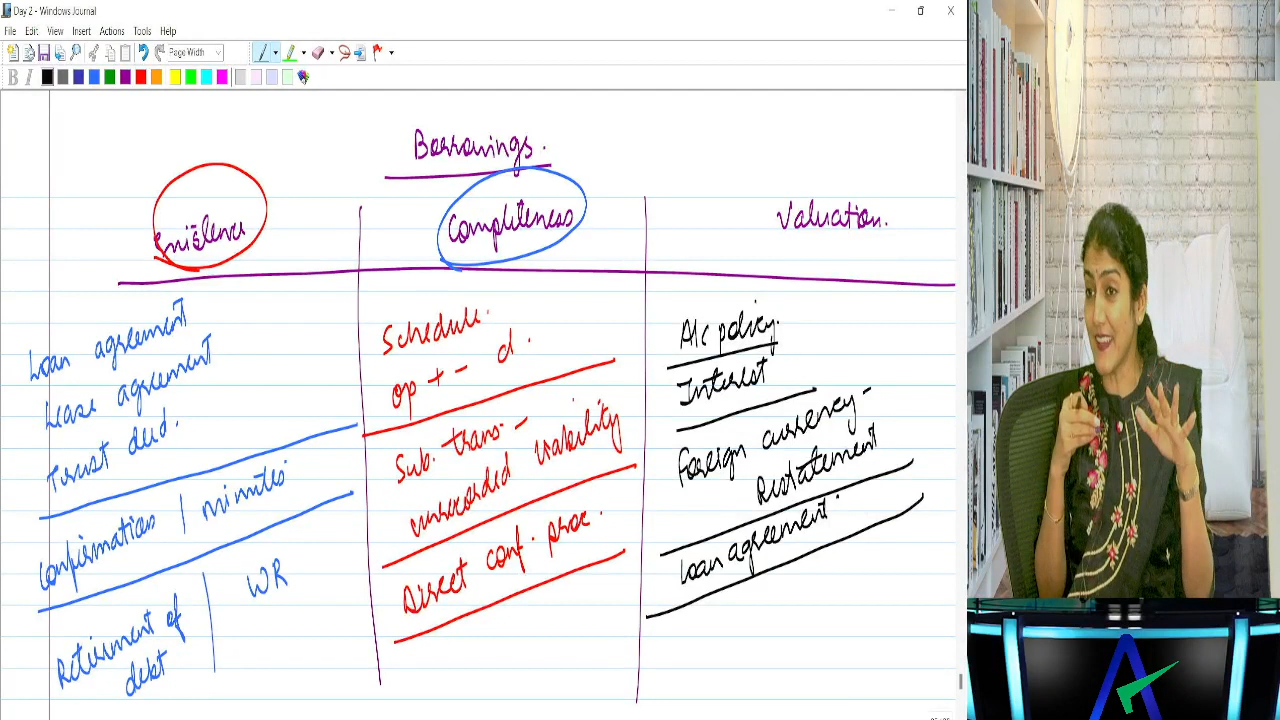 Day 2 - Windows Journal
File Edit View Insert Actions Tools Help
Page Width
B I
Borrowings.
Existence
Completeness
Valuation.
Loan agreement
Lease agreement
Trust deed.
Confirmation | minutes
Retirement of debt
WR
Schedule.
op + - cl.
Sub. trans. -
unrecorded liability
Direct conf. proc.
A/c policy.
Interest
Foreign currency -
Restatement
Loan agreement